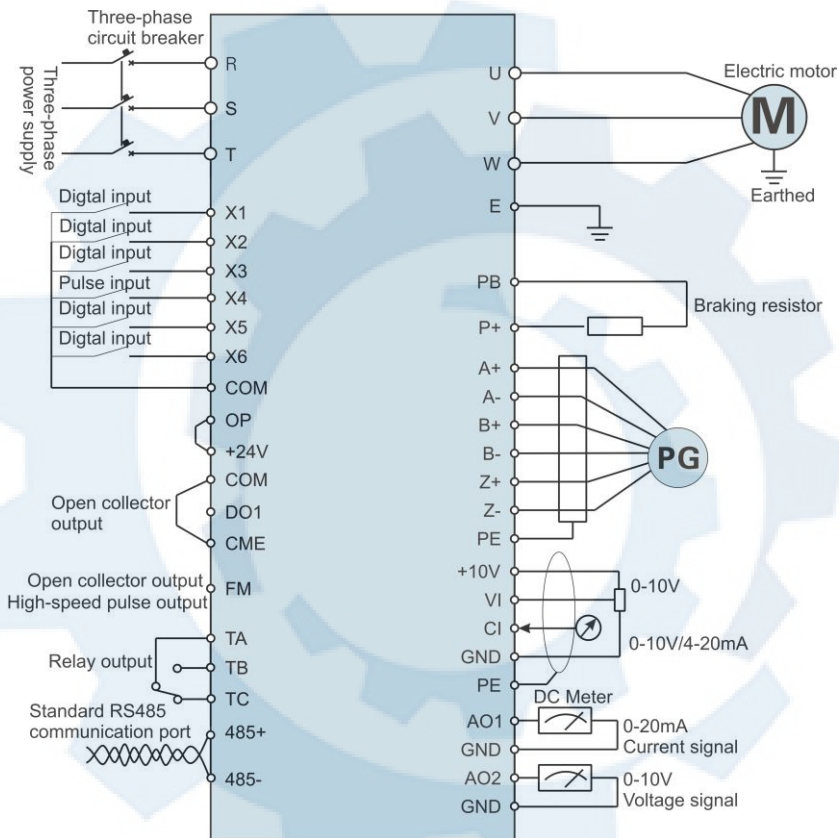 Three-phase
circuit breaker
Three-phase
power supply
R
S
T
Digtal input
X1
Digtal input
X2
Digtal input
X3
Pulse input
X4
Digtal input
X5
Digtal input
X6
COM
OP
+24V
COM
Open collector
output
DO1
CME
Open collector output
High-speed pulse output
FM
TA
Relay output
TB
TC
Standard RS485
communication port
485+
485-
U
Electric motor
V
M
W
Earthed
E
PB
Braking resistor
P+
A+
A-
B+
B-
PG
Z+
Z-
PE
+10V
0-10V
VI
CI
0-10V/4-20mA
GND
PE
DC Meter
AO1
0-20mA
Current signal
GND
AO2
0-10V
Voltage signal
GND